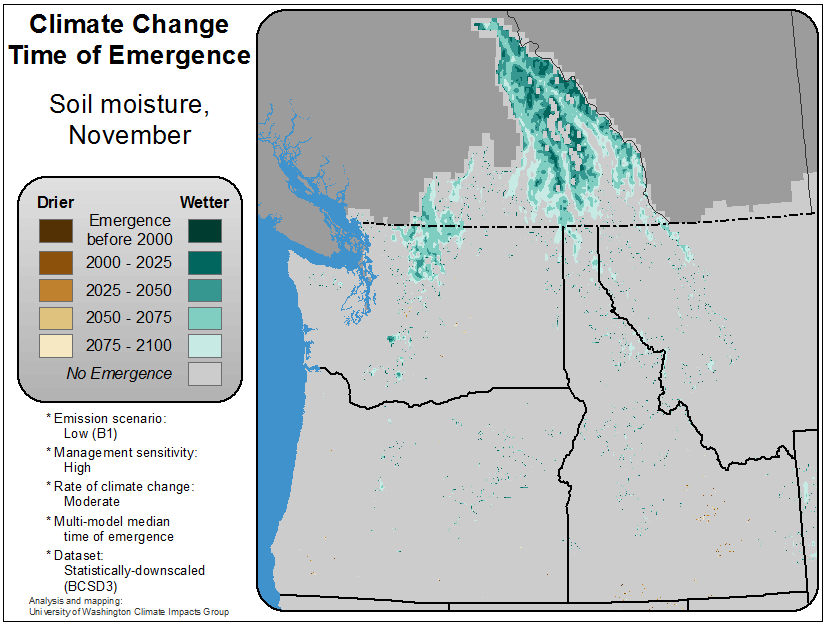 Climate Change
Time of Emergence
Soil moisture,
November
Drier Wetter
Emergence
before 2000
2000 - 2025
2025 - 2050
2050 - 2075
2075 - 2100
No Emergence
* Emission scenario:
Low (B1)
* Management sensitivity:
High
* Rate of climate change:
Moderate
* Multi-model median
time of emergence
* Dataset:
Statistically-downscaled
(BCSD3)
Analysis and mapping:
University of Washington Climate Impacts Group